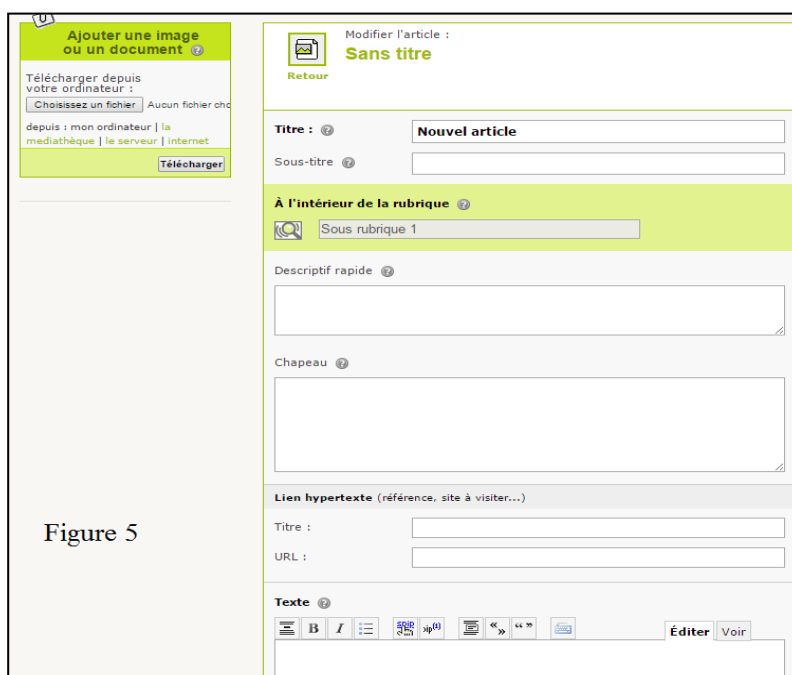 Ajouter une image
ou un document
Télécharger depuis
votre ordinateur :
Choisissez un fichier Aucun fichier cho
depuis : mon ordinateur | la
mediathèque | le serveur | internet
Télécharger
Modifier l'article :
Sans titre
Retour
Titre :
Nouvel article
Sous-titre
À l'intérieur de la rubrique
Sous rubrique 1
Descriptif rapide
Chapeau
Lien hypertexte (référence, site à visiter...)
Titre :
URL :
Figure 5
Texte
B I « » “ ” Éditer Voir